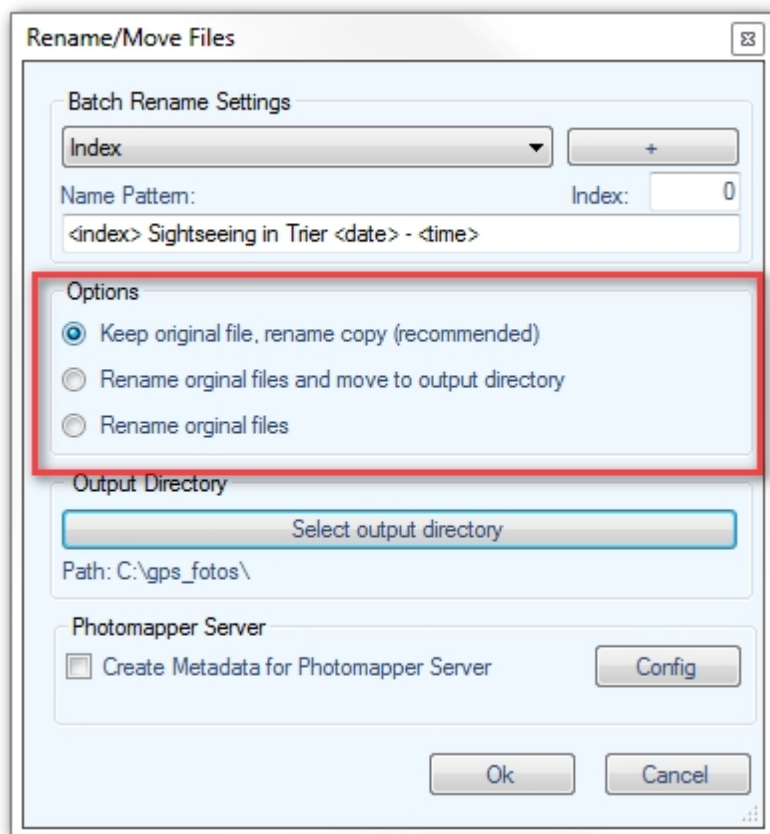 Rename/Move Files
Batch Rename Settings
Index
+
Name Pattern:
Index: 0
<index> Sightseeing in Trier <date> - <time>
Options
Keep original file, rename copy (recommended)
Rename orginal files and move to output directory
Rename orginal files
Output Directory
Select output directory
Path: C:\gps_fotos\
Photomapper Server
Create Metadata for Photomapper Server
Config
Ok
Cancel